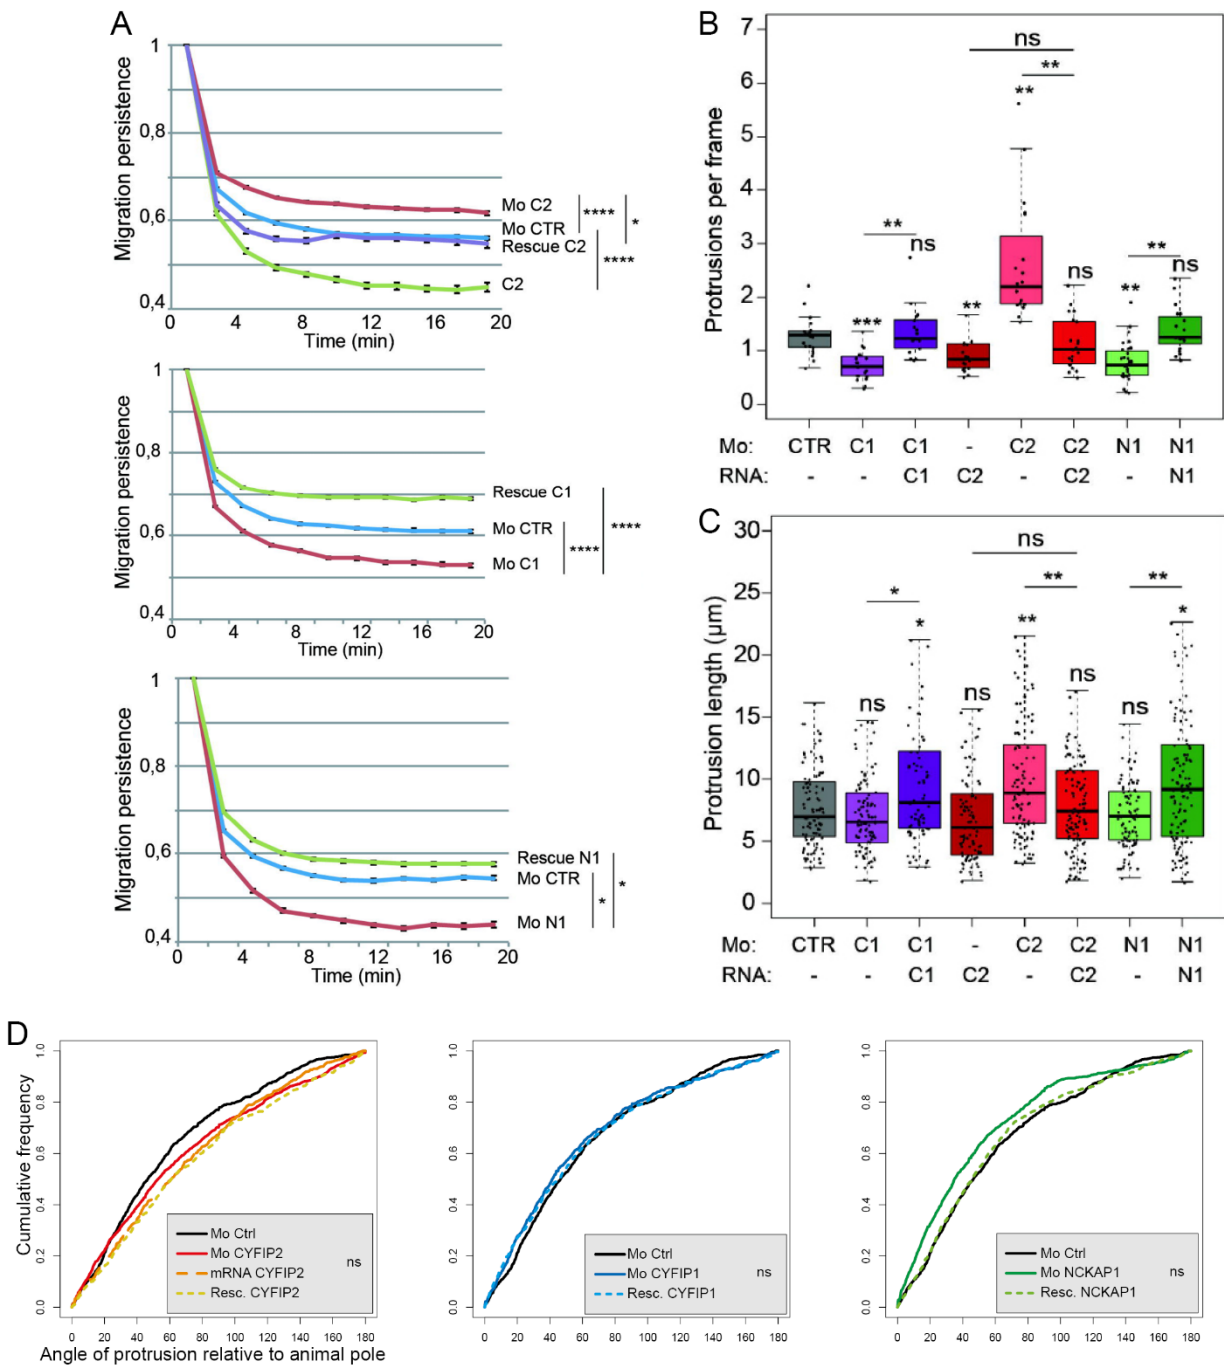 A
Migration persistence
1
0,8
0,6
0,4
Mo C2
Mo CTR
Rescue C2
C2
****
*
****
0 4 8 12 16 20
Time (min)
Migration persistence
1
0,8
0,6
0,4
Rescue C1
Mo CTR
Mo C1
****
****
0 4 8 12 16 20
Time (min)
Migration persistence
1
0,8
0,6
0,4
Rescue N1
Mo CTR
Mo N1
*
*
0 4 8 12 16 20
Time (min)
B
Protrusions per frame
7
6
5
4
3
2
1
0
ns
**
**
** ns
*** ** ns ** ** ns
Mo: CTR C1 C1 - C2 C2 N1 N1
RNA: - - C1 C2 - C2 - N1
C
Protrusion length (µm)
30
25
20
15
10
5
0
ns
* ** **
ns * ns ** ns ns *
Mo: CTR C1 C1 - C2 C2 N1 N1
RNA: - - C1 C2 - C2 - N1
D
Cumulative frequency
1.0
0.8
0.6
0.4
0.2
0.0
Mo Ctrl
Mo CYFIP2
mRNA CYFIP2
Resc. CYFIP2
ns
0 20 40 60 80 100 120 140 160 180
Angle of protrusion relative to animal pole
1.0
0.8
0.6
0.4
0.2
0.0
Mo Ctrl
Mo CYFIP1
Resc. CYFIP1
ns
0 20 40 60 80 100 120 140 160 180
1.0
0.8
0.6
0.4
0.2
0.0
Mo Ctrl
Mo NCKAP1
Resc. NCKAP1
ns
0 20 40 60 80 100 120 140 160 180